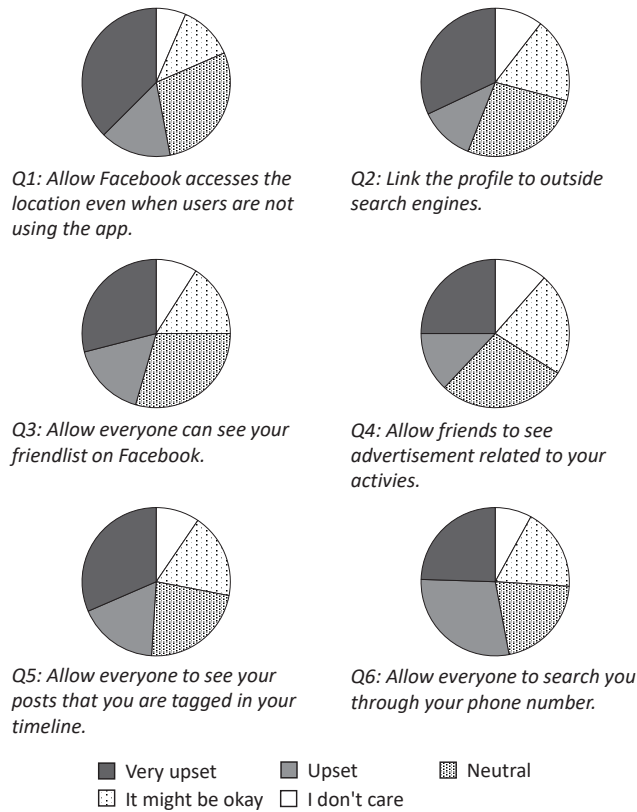 Q1: Allow Facebook accesses the
location even when users are not
using the app.
Q2: Link the profile to outside
search engines.
Q3: Allow everyone can see your
friendlist on Facebook.
Q4: Allow friends to see
advertisement related to your
activies.
Q5: Allow everyone to see your
posts that you are tagged in your
timeline.
Q6: Allow everyone to search you
through your phone number.
Very upset Upset Neutral
It might be okay I don't care